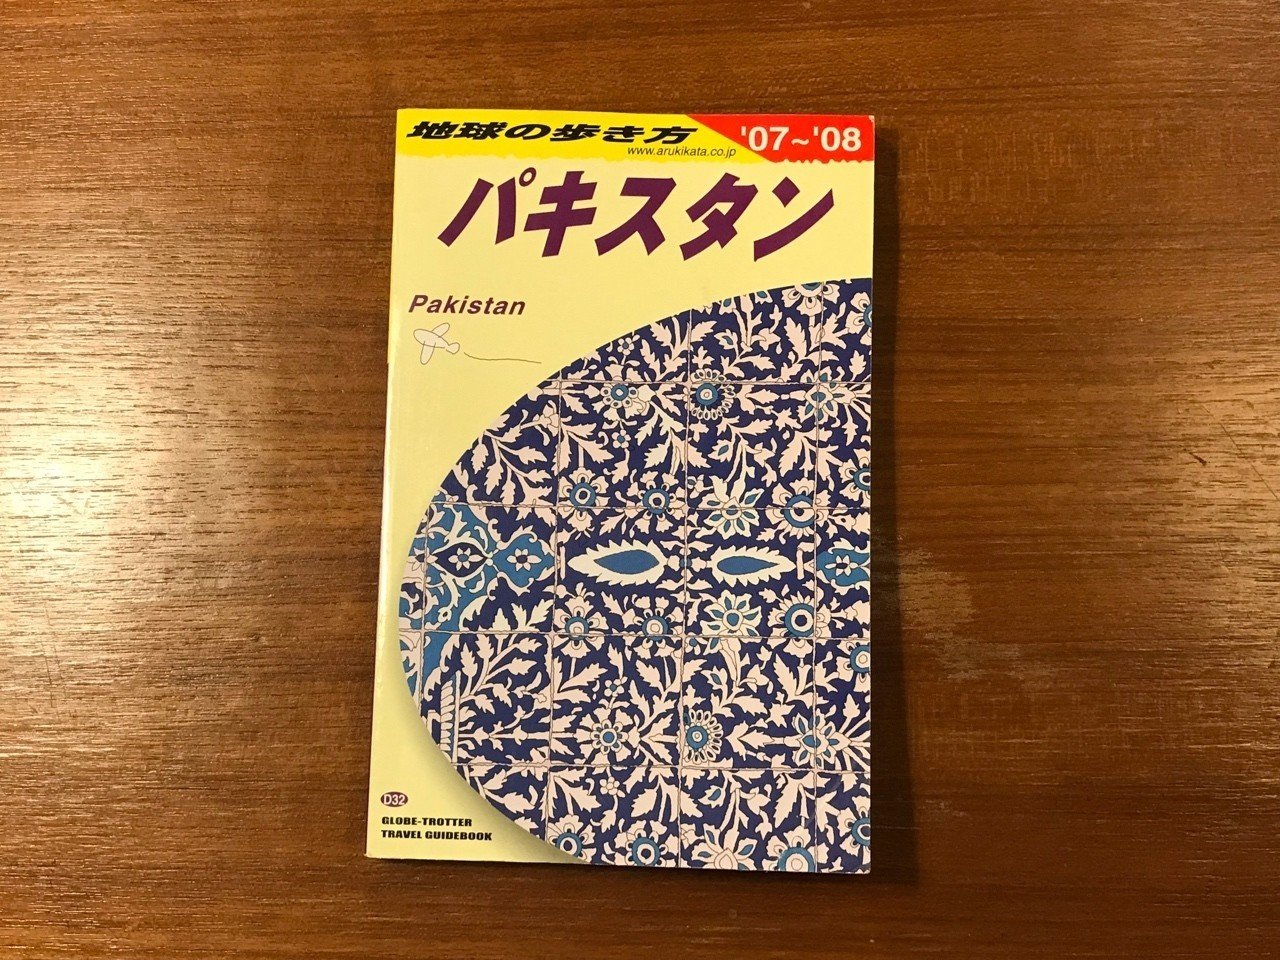 地球の歩き方
www.arukikata.co.jp
'07~'08
パキスタン
Pakistan
D32
GLOBE-TROTTER
TRAVEL GUIDEBOOK